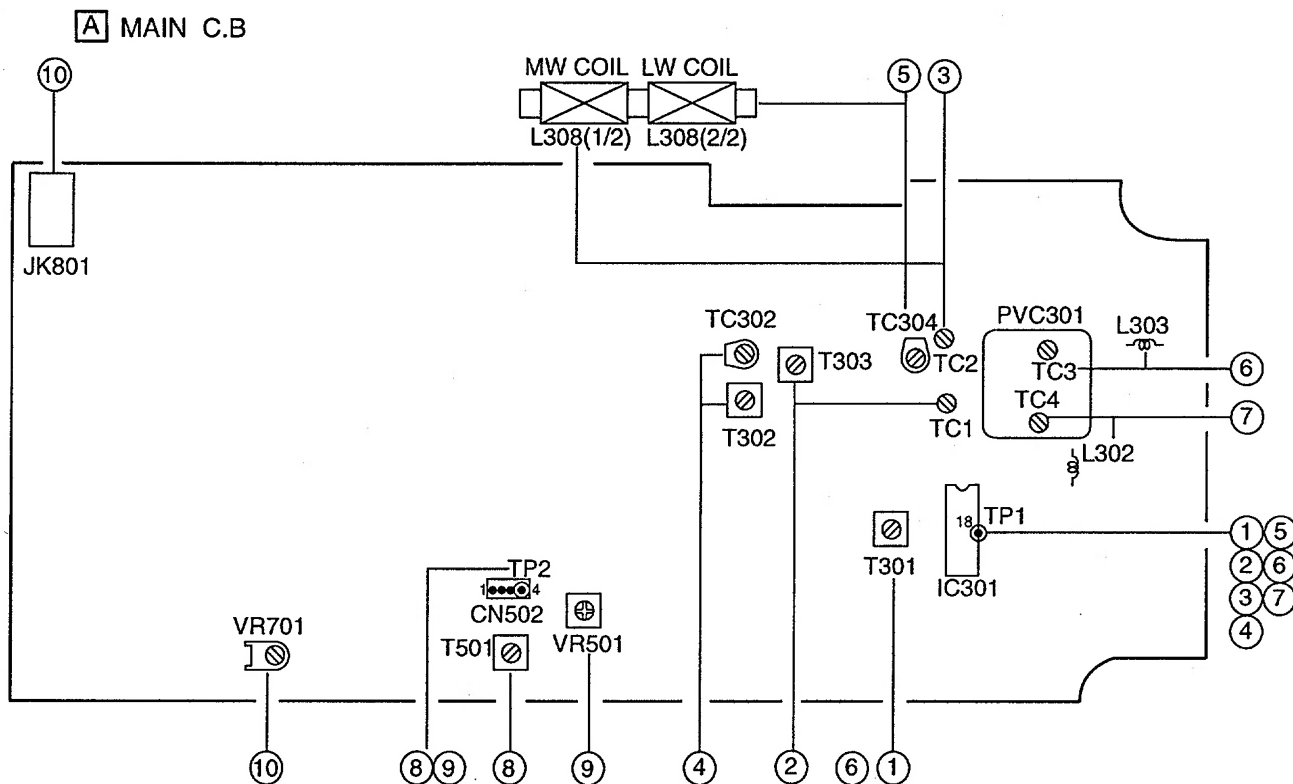 A MAIN C.B
10
MW COIL LW COIL
5 3
L308(1/2) L308(2/2)
JK801
TC302
T303
T302
TC304
TC2
TC1
PVC301
TC3
TC4
L303
6
7
L302
18 TP1
IC301
T301
1 5
2 6
3 7
4
TP2
1 4
CN502
T501
VR501
VR701
10 8 9 8 9 4 2 6 1